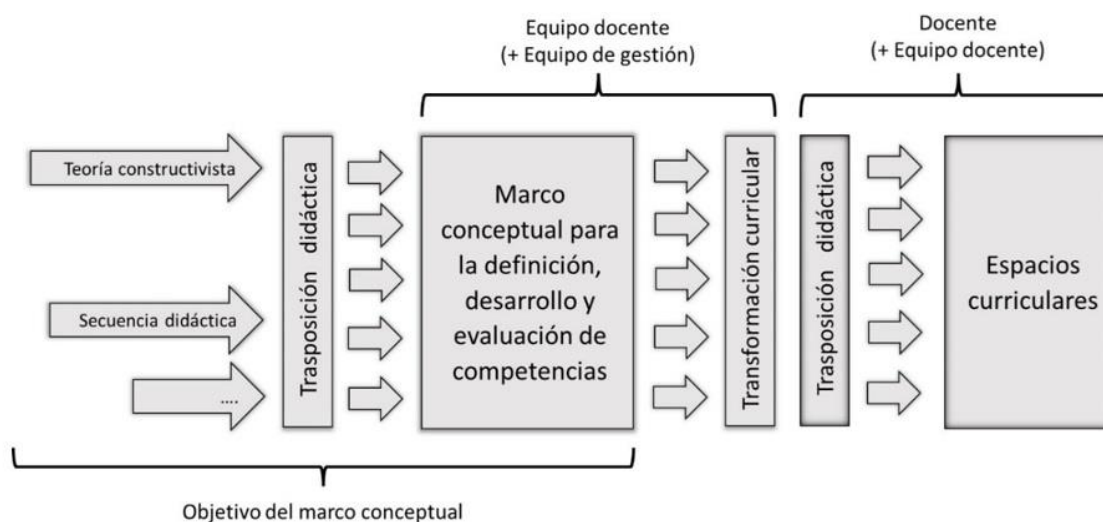 Equipo docente
(+ Equipo de gestión)
Docente
(+ Equipo docente)
Teoría constructivista
Secuencia didáctica
....
Trasposición didáctica
Marco
conceptual para
la definición,
desarrollo y
evaluación de
competencias
Transformación curricular
Trasposición didáctica
Espacios
curriculares
Objetivo del marco conceptual